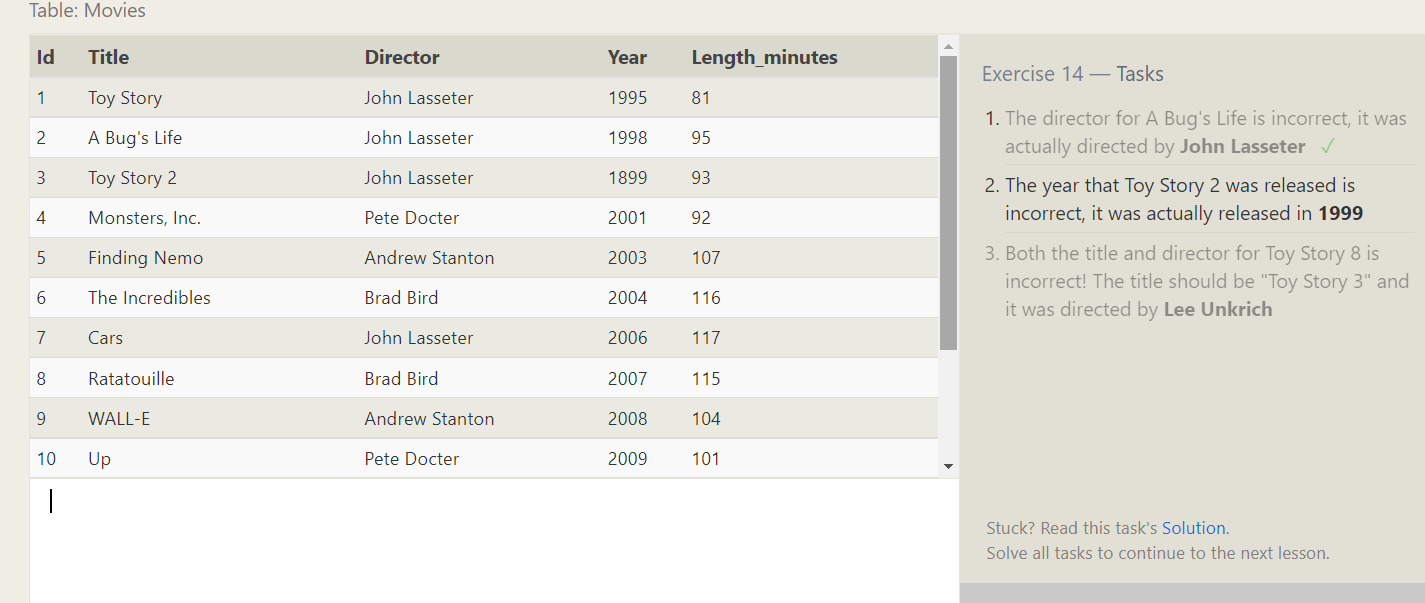 Table: Movies
Id Title Director Year Length_minutes
1 Toy Story John Lasseter 1995 81
2 A Bug's Life John Lasseter 1998 95
3 Toy Story 2 John Lasseter 1899 93
4 Monsters, Inc. Pete Docter 2001 92
5 Finding Nemo Andrew Stanton 2003 107
6 The Incredibles Brad Bird 2004 116
7 Cars John Lasseter 2006 117
8 Ratatouille Brad Bird 2007 115
9 WALL-E Andrew Stanton 2008 104
10 Up Pete Docter 2009 101
Exercise 14 — Tasks
1. The director for A Bug's Life is incorrect, it was
actually directed by John Lasseter ✓
2. The year that Toy Story 2 was released is
incorrect, it was actually released in 1999
3. Both the title and director for Toy Story 8 is
incorrect! The title should be "Toy Story 3" and
it was directed by Lee Unkrich
Stuck? Read this task's Solution.
Solve all tasks to continue to the next lesson.